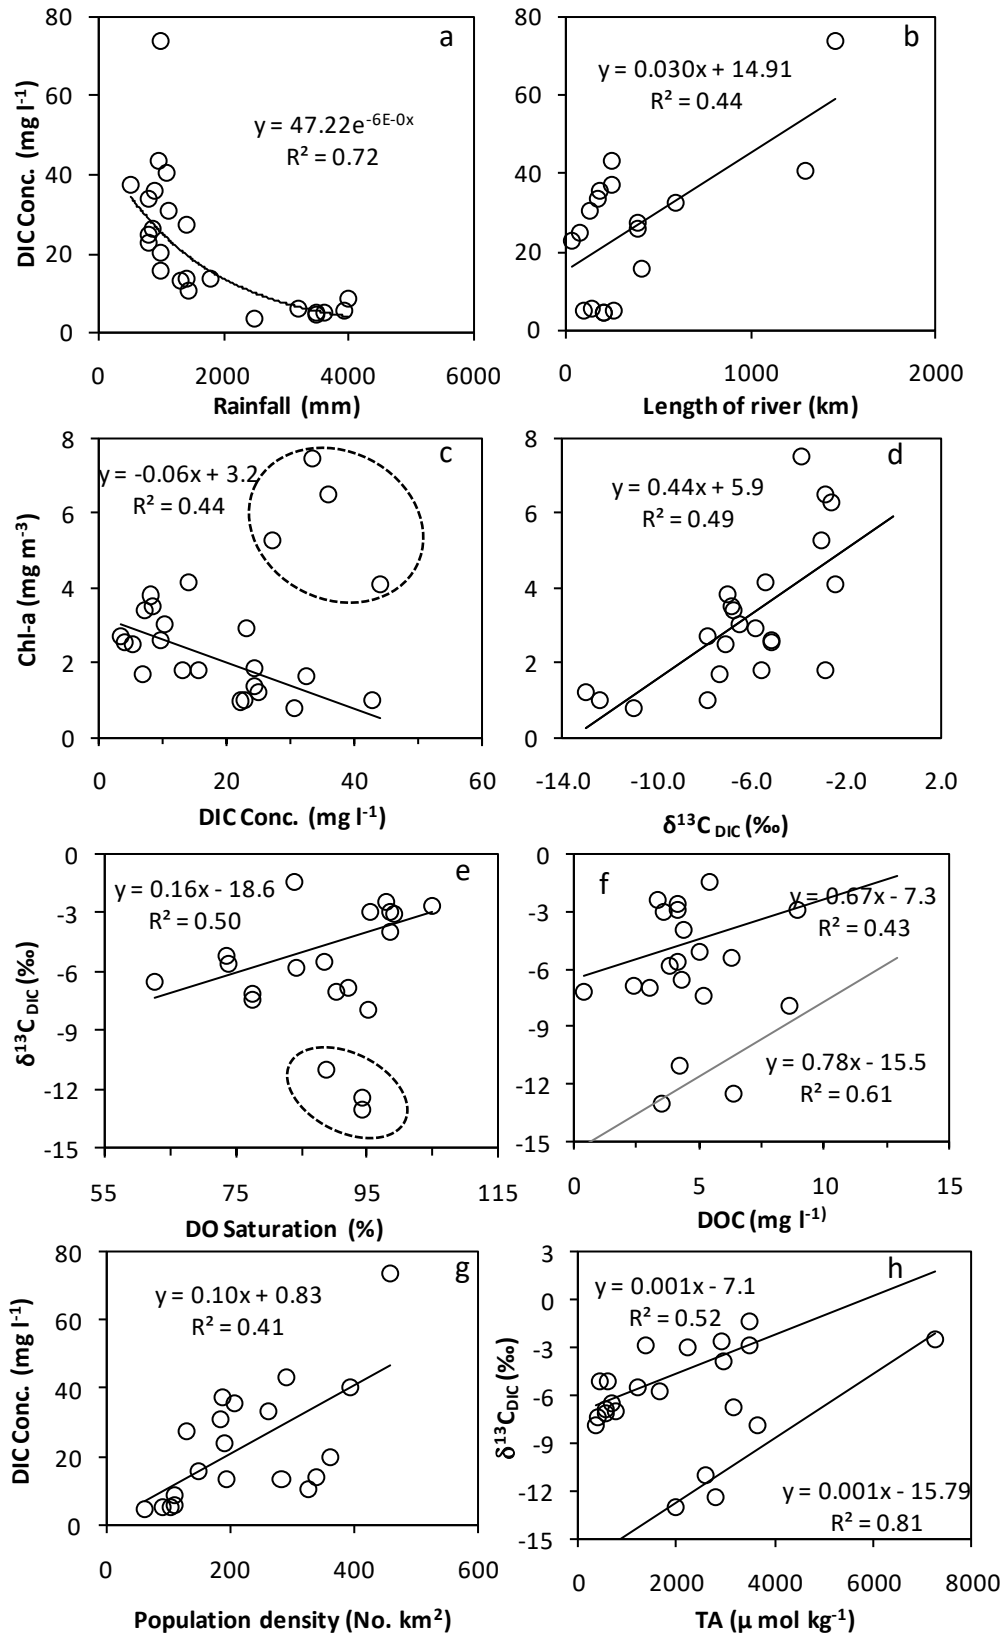 a
80
60
40
20
0
DIC Conc. (mg l⁻¹)
y = 47.22e^-6E-0x
R² = 0.72
0 2000 4000 6000
Rainfall (mm)
b
80
60
40
20
0
y = 0.030x + 14.91
R² = 0.44
0 1000 2000
Length of river (km)
c
8
6
4
2
0
Chl-a (mg m⁻³)
y = -0.06x + 3.2
R² = 0.44
0 20 40 60
DIC Conc. (mg l⁻¹)
d
8
6
4
2
0
y = 0.44x + 5.9
R² = 0.49
-14.0 -10.0 -6.0 -2.0 2.0
δ¹³C DIC (‰)
e
0
-3
-6
-9
-12
-15
δ¹³C DIC (‰)
y = 0.16x - 18.6
R² = 0.50
55 75 95 115
DO Saturation (%)
f
0
-3
-6
-9
-12
-15
y = 0.67x - 7.3
R² = 0.43
y = 0.78x - 15.5
R² = 0.61
0 5 10 15
DOC (mg l⁻¹⁾
g
80
60
40
20
0
DIC Conc. (mg l⁻¹)
y = 0.10x + 0.83
R² = 0.41
0 200 400 600
Population density (No. km²)
h
3
0
-3
-6
-9
-12
-15
δ¹³C DIC (‰)
y = 0.001x - 7.1
R² = 0.52
y = 0.001x - 15.79
R² = 0.81
0 2000 4000 6000 8000
TA (μ mol kg⁻¹)